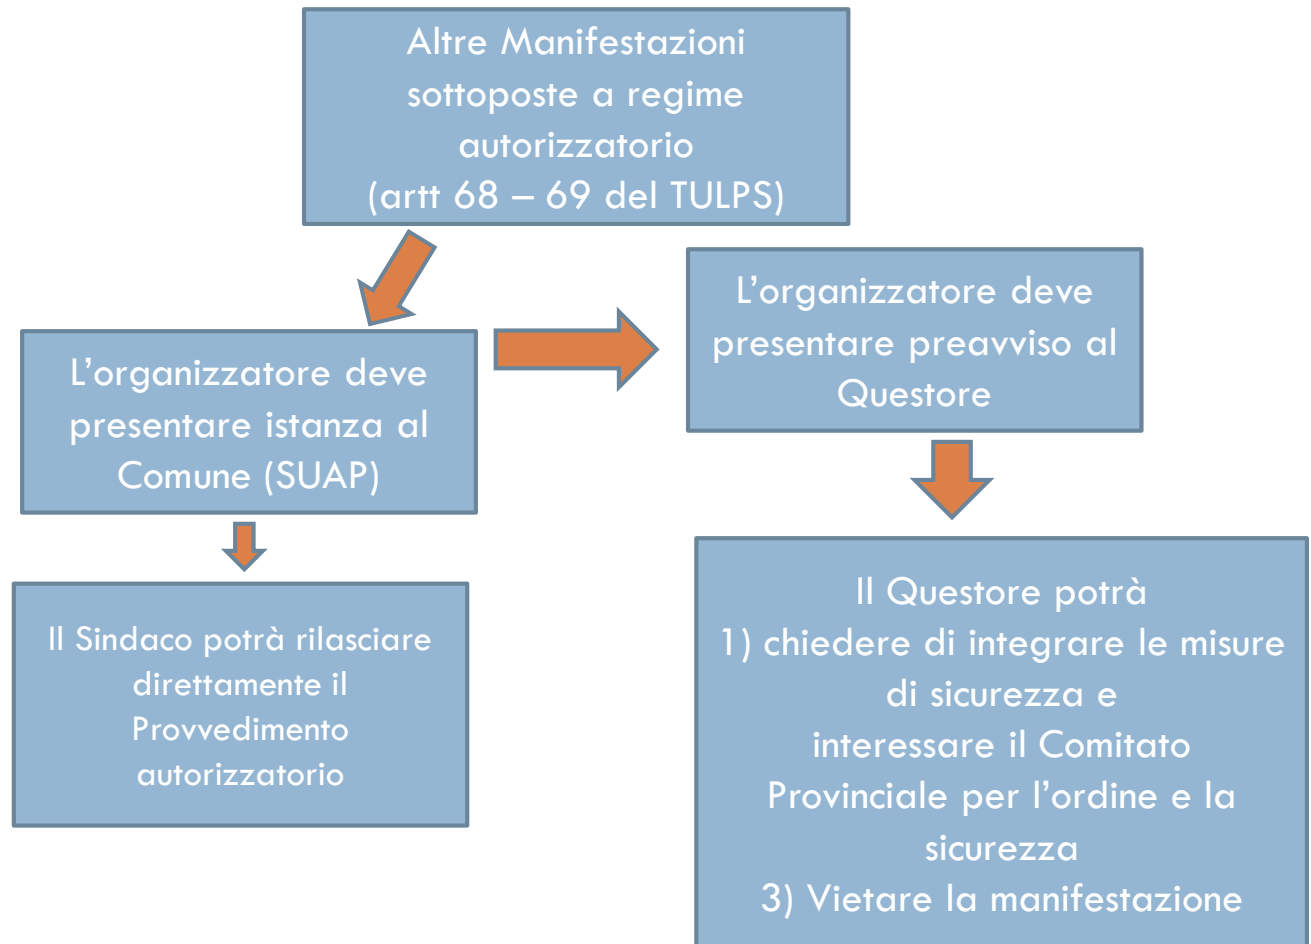 Altre Manifestazioni
sottoposte a regime
autorizzatorio
(artt 68 – 69 del TULPS)
L'organizzatore deve
presentare istanza al
Comune (SUAP)
L'organizzatore deve
presentare preavviso al
Questore
Il Sindaco potrà rilasciare
direttamente il
Provvedimento
autorizzatorio
Il Questore potrà
1) chiedere di integrare le misure
di sicurezza e
interessare il Comitato
Provinciale per l'ordine e la
sicurezza
3) Vietare la manifestazione